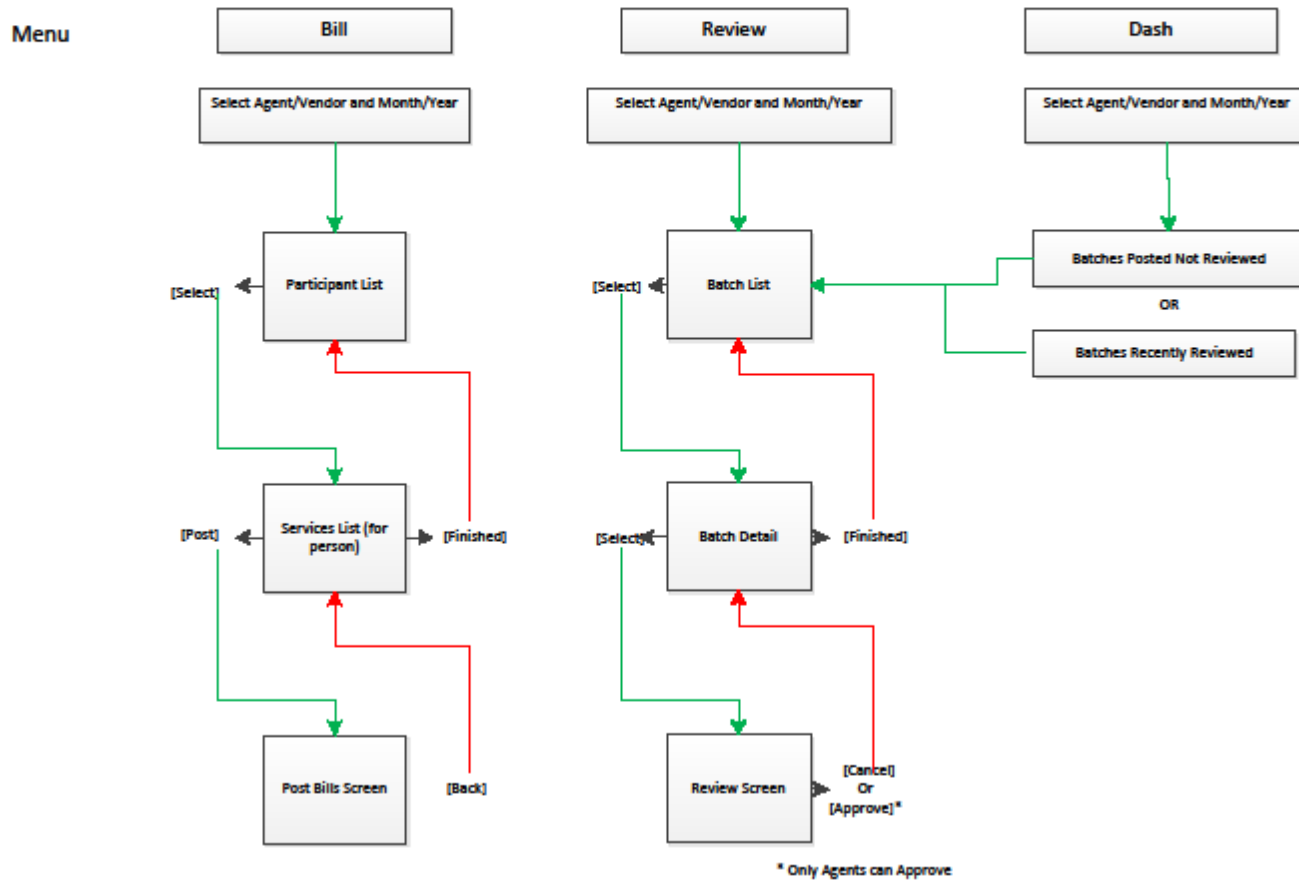 Menu
Bill
Review
Dash
Select Agent/Vendor and Month/Year
Select Agent/Vendor and Month/Year
Select Agent/Vendor and Month/Year
Participant List
[Select]
Batch List
[Select]
Batches Posted Not Reviewed
OR
Batches Recently Reviewed
[Post]
Services List (for
person)
[Finished]
[Select]
Batch Detail
[Finished]
Post Bills Screen
[Back]
Review Screen
[Cancel]
Or
[Approve]*
* Only Agents can Approve